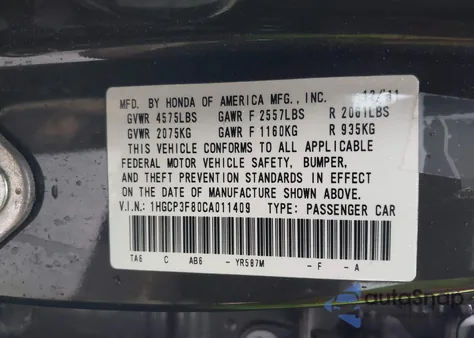 12/11
MFD. BY HONDA OF AMERICA MFG., INC.
GVWR 4575LBS GAWR F 2557LBS R 2061LBS
GVWR 2075KG GAWR F 1160KG R 935KG
THIS VEHICLE CONFORMS TO ALL APPLICABLE
FEDERAL MOTOR VEHICLE SAFETY, BUMPER,
AND THEFT PREVENTION STANDARDS IN EFFECT
ON THE DATE OF MANUFACTURE SHOWN ABOVE.
V.I.N.: 1HGCP3F80CA011409 TYPE: PASSENGER CAR
TA6 C AB6 - YR587M - F - A
autoSnap